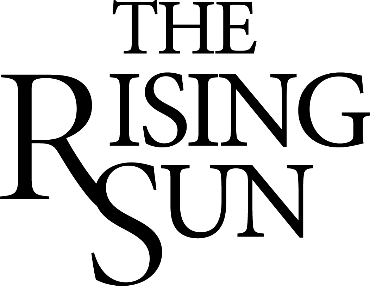 THE
RISING
SUN